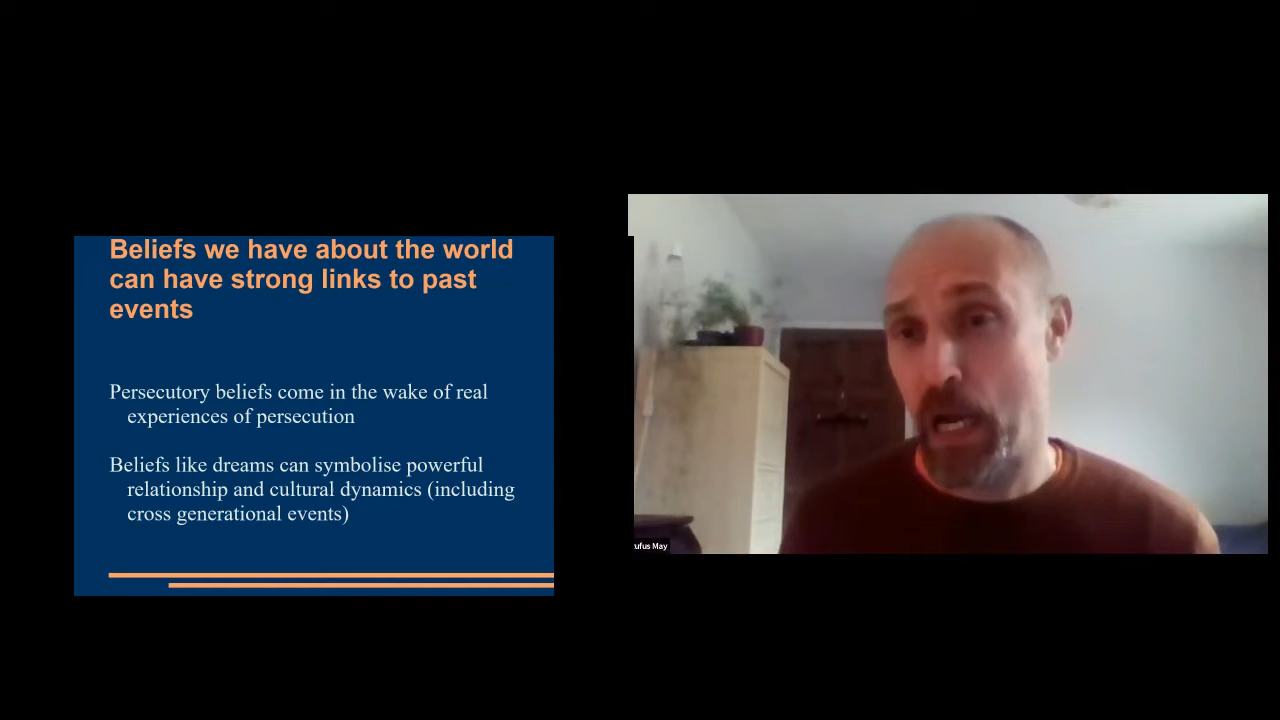 Beliefs we have about the world
can have strong links to past
events
Persecutory beliefs come in the wake of real
experiences of persecution
Beliefs like dreams can symbolise powerful
relationship and cultural dynamics (including
cross generational events)
ufus May